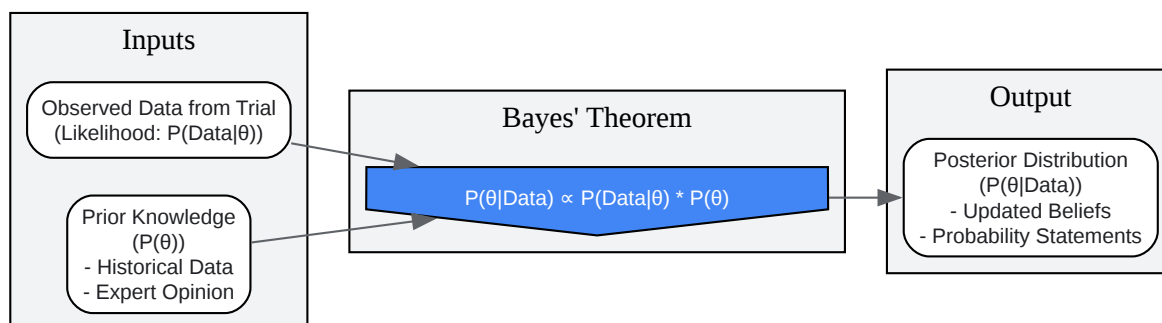 Inputs
Observed Data from Trial
(Likelihood: P(Data|θ))
Prior Knowledge
(P(θ))
- Historical Data
- Expert Opinion
Bayes' Theorem
P(θ|Data) ∝ P(Data|θ) * P(θ)
Output
Posterior Distribution
(P(θ|Data))
- Updated Beliefs
- Probability Statements